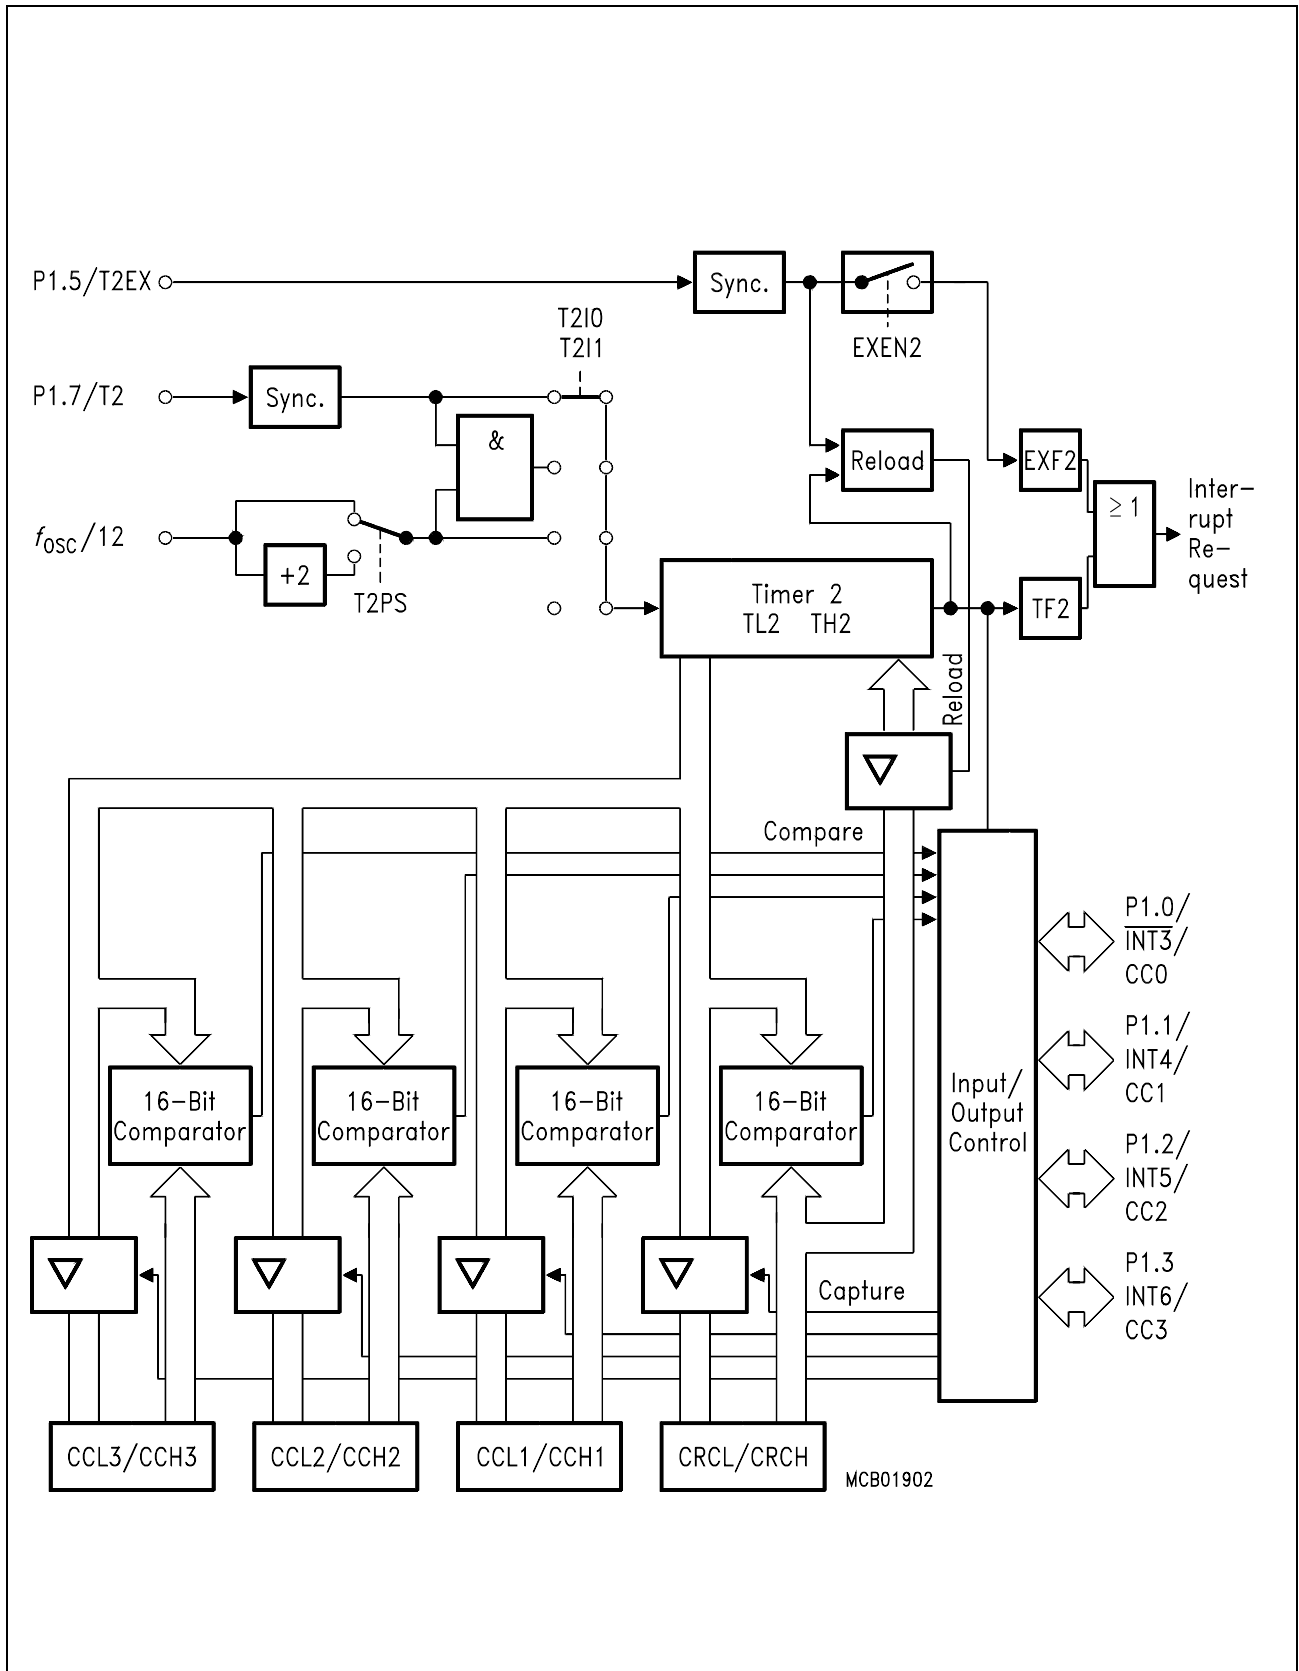 P1.5/T2EX
Sync.
EXEN2
T2I0
T2I1
P1.7/T2
Sync.
&
Reload
EXF2
≥1
Inter-
rupt
Re-
quest
fOSC/12
+2
T2PS
Timer 2
TL2 TH2
TF2
Reload
Compare
P1.0/
INT3/
CC0
P1.1/
INT4/
CC1
P1.2/
INT5/
CC2
P1.3
INT6/
CC3
16-Bit
Comparator
16-Bit
Comparator
16-Bit
Comparator
16-Bit
Comparator
Input/
Output
Control
Capture
CCL3/CCH3
CCL2/CCH2
CCL1/CCH1
CRCL/CRCH
MCB01902